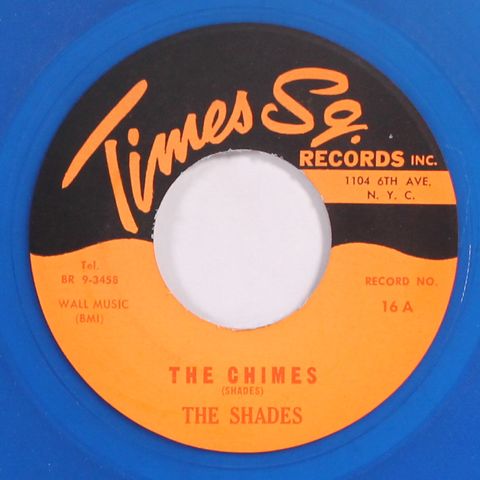 Times Sq.
RECORDS INC.
1104 6TH AVE.
N. Y. C.
Tel.
BR 9-3458
WALL MUSIC
(BMI)
RECORD NO.
16 A
THE CHIMES
(SHADES)
THE SHADES